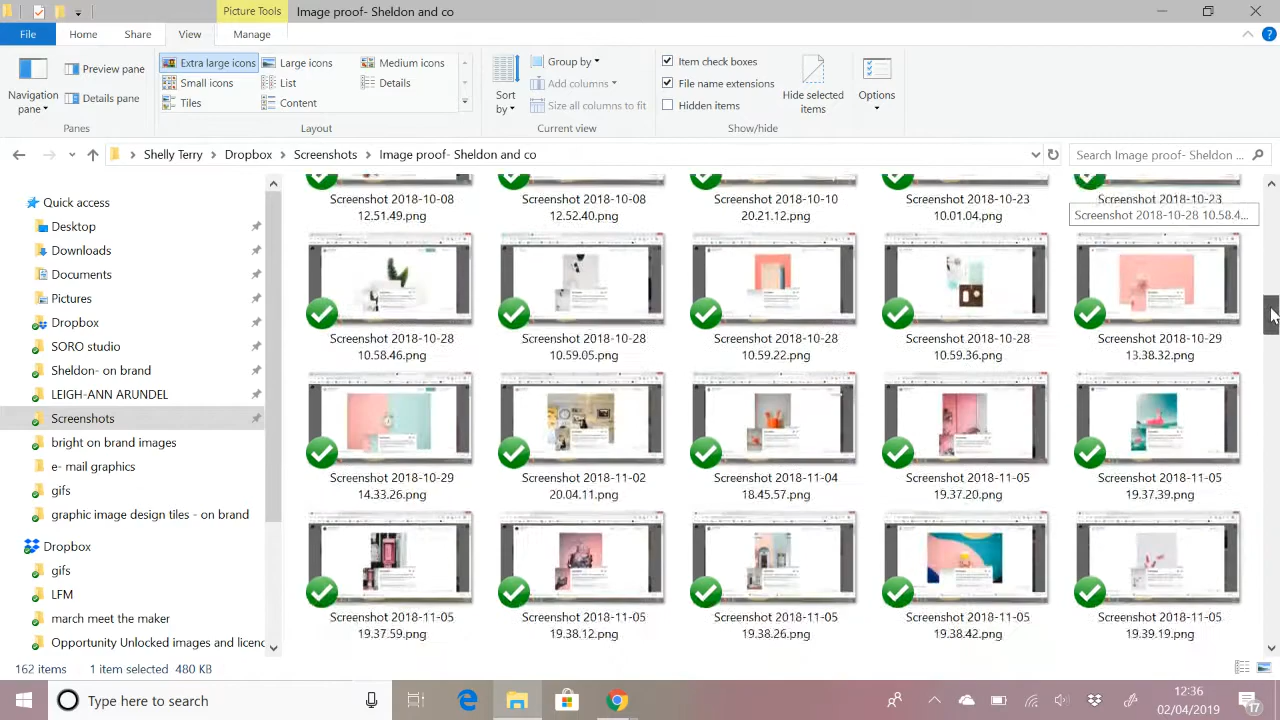 Picture Tools
Image proof- Sheldon and co
File
Home
Share
View
Manage
Navigation pane
Preview pane
Details pane
Panes
Extra large icons
Large icons
Medium icons
Small icons
List
Details
Tiles
Content
Layout
Sort by
Group by
Add columns
Size all columns to fit
Current view
Item check boxes
File name extensions
Hidden items
Hide selected items
Options
Show/hide
Shelly Terry > Dropbox > Screenshots > Image proof- Sheldon and co
Search Image proof- Sheldon ...
Quick access
Desktop
Downloads
Documents
Pictures
Dropbox
SORO studio
Sheldon- on brand
LEIGH-ANN ARUNDEL
Screenshots
bright on brand images
e- mail graphics
gifs
graphic image design tiles - on brand
Dropbox
gifs
LFM
march meet the maker
Opportunity Unlocked images and licenc
Screenshot 2018-10-08 12.51.49.png
Screenshot 2018-10-08 12.52.40.png
Screenshot 2018-10-10 20.21.12.png
Screenshot 2018-10-23 10.01.04.png
Screenshot 2018-10-23
Screenshot 2018-10-28 10.58.4...
Screenshot 2018-10-28 10.58.46.png
Screenshot 2018-10-28 10.59.05.png
Screenshot 2018-10-28 10.59.22.png
Screenshot 2018-10-28 10.59.36.png
Screenshot 2018-10-29 13.38.32.png
Screenshot 2018-10-29 14.33.26.png
Screenshot 2018-11-02 20.04.11.png
Screenshot 2018-11-04 18.45.57.png
Screenshot 2018-11-05 19.37.20.png
Screenshot 2018-11-05 19.37.39.png
Screenshot 2018-11-05 19.37.59.png
Screenshot 2018-11-05 19.38.12.png
Screenshot 2018-11-05 19.38.26.png
Screenshot 2018-11-05 19.38.42.png
Screenshot 2018-11-05 19.39.19.png
162 items
1 item selected 480 KB
Type here to search
12:36
02/04/2019
17